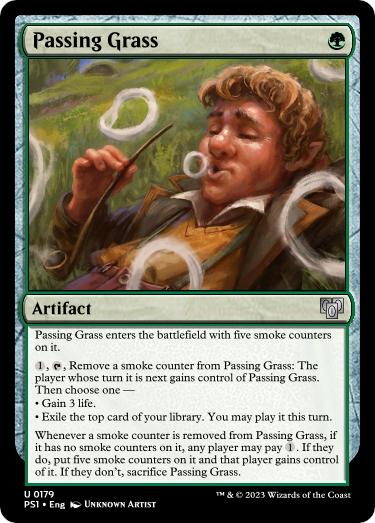 Passing Grass
Artifact
Passing Grass enters the battlefield with five smoke counters
on it.
1, T, Remove a smoke counter from Passing Grass: The
player whose turn it is next gains control of Passing Grass.
Then choose one —
• Gain 3 life.
• Exile the top card of your library. You may play it this turn.
Whenever a smoke counter is removed from Passing Grass, if
it has no smoke counters on it, any player may pay 1. If they
do, put five smoke counters on it and that player gains control
of it. If they don't, sacrifice Passing Grass.
U 0179
PS1 • Eng Unknown Artist
™ & © 2023 Wizards of the Coast